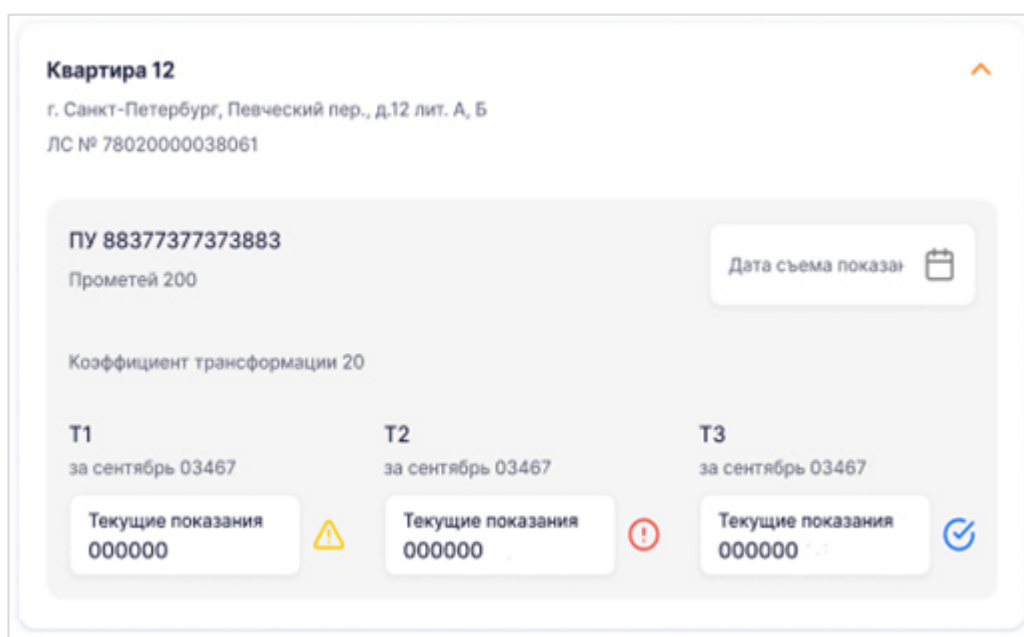 Квартира 12
г. Санкт-Петербург, Певческий пер., д.12 лит. А, Б
ЛС № 78020000038061
ПУ 88377377373883
Прометей 200
Дата съема показан
Коэффициент трансформации 20
Т1
за сентябрь 03467
Текущие показания
000000
Т2
за сентябрь 03467
Текущие показания
000000
Т3
за сентябрь 03467
Текущие показания
000000